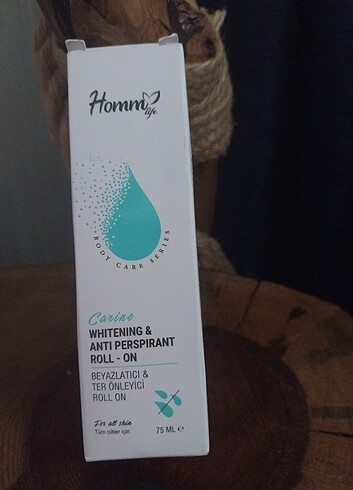 Homm
life
BODY CARE SERIES
Carine
WHITENING &
ANTI PERSPIRANT
ROLL - ON
BEYAZLATICI &
TER ÖNLEYİCİ
ROLL ON
For all skin
Tüm ciltler için
75 ML ℮